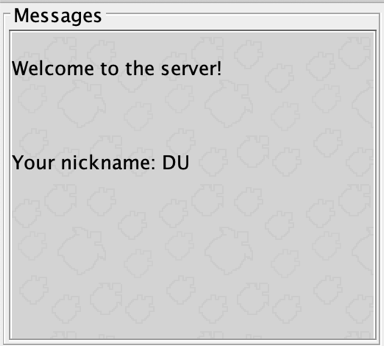 Messages
Welcome to the server!
Your nickname: DU